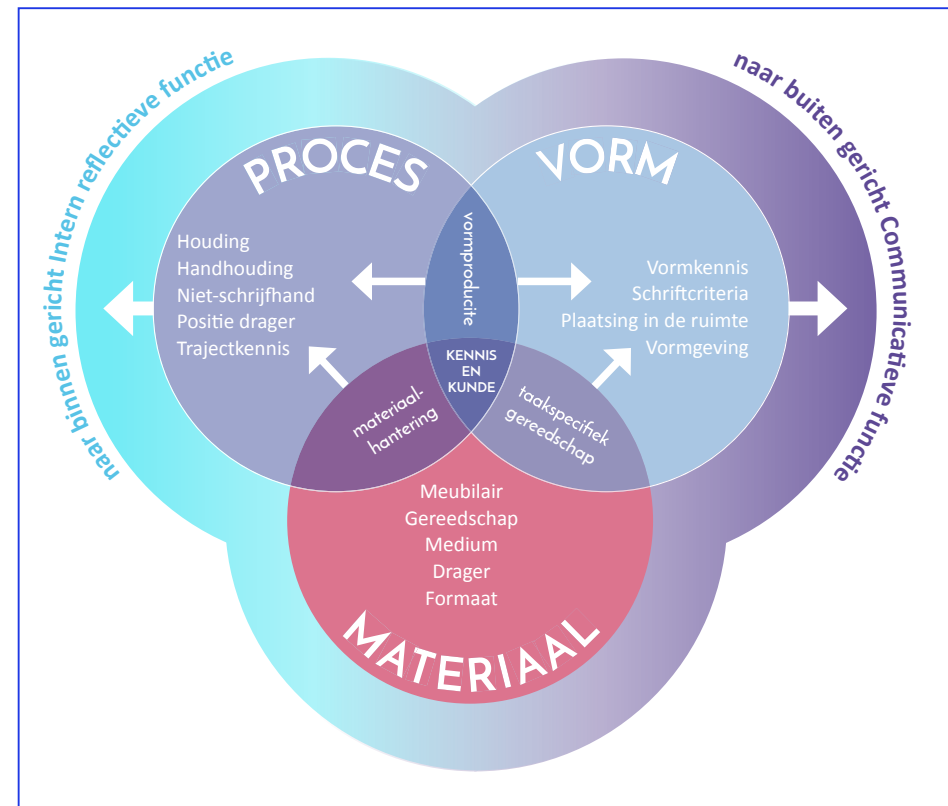 naar binnen gericht Intern reflectieve functie
naar buiten gericht Communicatieve functie
PROCES
Houding
Handhouding
Niet-schrijfhand
Positie drager
Trajectkennis
VORM
Vormkennis
Schriftcriteria
Plaatsing in de ruimte
Vormgeving
vormproducite
KENNIS
EN
KUNDE
materiaal-
hantering
taakspecifiek
gereedschap
Meubilair
Gereedschap
Medium
Drager
Formaat
MATERIAAL